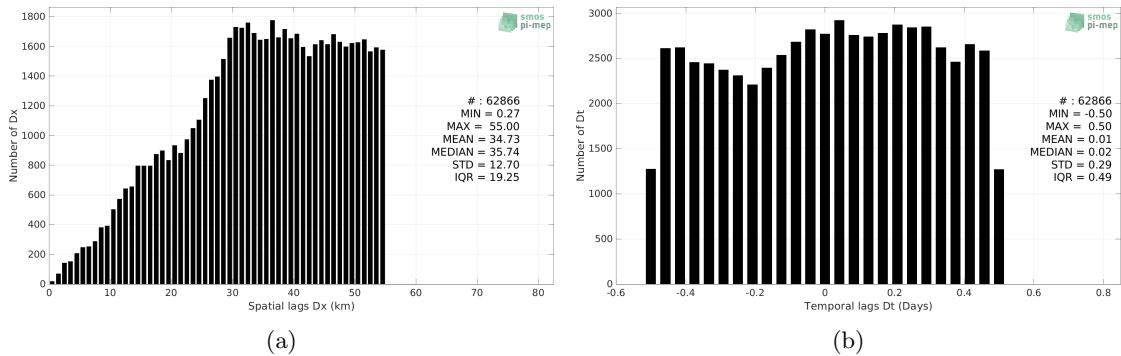 1800
1600
1400
1200
1000
800
600
400
200
0
Number of Dx
0 10 20 30 40 50 60 70 80
Spatial lags Dx (km)
smos
pi-mep
# : 62866
MIN = 0.27
MAX = 55.00
MEAN = 34.73
MEDIAN = 35.74
STD = 12.70
IQR = 19.25
(a)
3000
2500
2000
1500
1000
500
0
Number of Dt
-0.6 -0.4 -0.2 0 0.2 0.4 0.6 0.8
Temporal lags Dt (Days)
smos
pi-mep
# : 62866
MIN = -0.50
MAX = 0.50
MEAN = 0.01
MEDIAN = 0.02
STD = 0.29
IQR = 0.49
(b)